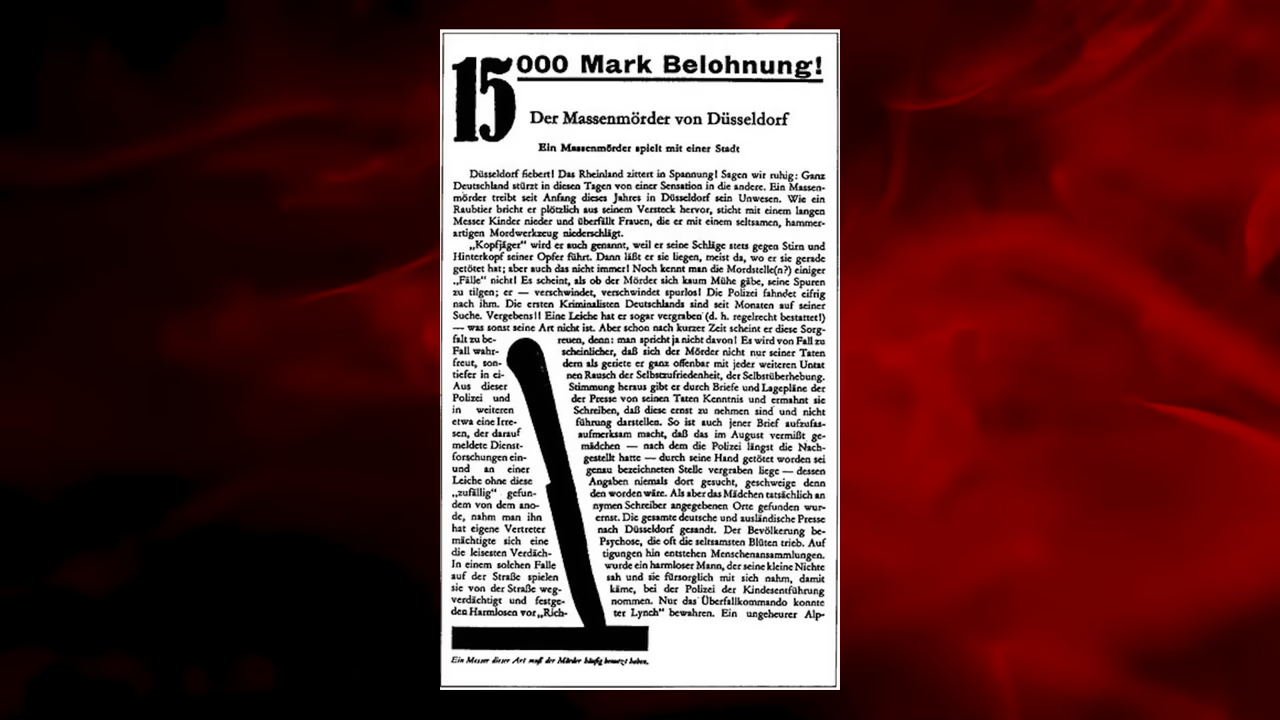 15000 Mark Belohnung!
Der Massenmörder von Düsseldorf
Ein Massenmörder spielt mit einer Stadt
Düsseldorf fiebert! Das Rheinland zittert in Spannung! Sagen wir ruhig: Ganz
Deutschland stürzt in diesen Tagen von einer Sensation in die andere. Ein Massen-
mörder treibt seit Anfang dieses Jahres in Düsseldorf sein Unwesen. Wie ein
Raubtier bricht er plötzlich aus seinem Versteck hervor, sticht mit einem langen
Messer Kinder nieder und überfällt Frauen, die er mit einem seltsamen, hammer-
artigen Mordwerkzeug niederschlägt.
„Kopfjäger“ wird er auch genannt, weil er seine Schläge stets gegen Stirn und
Hinterkopf seiner Opfer führt. Dann läßt er sie liegen, meist da, wo er sie gerade
getötet hat; aber auch das nicht immer! Noch kennt man die Mordstelle(n?) einiger
„Fälle“ nicht! Es scheint, als ob der Mörder sich kaum Mühe gäbe, seine Spuren
zu tilgen; er — verschwindet, verschwindet spurlos! Die Polizei fahndet eifrig
nach ihm. Die ersten Kriminalisten Deutschlands sind seit Monaten auf seiner
Suche. Vergebens!! Eine Leiche hat er sogar vergraben (d. h. regelrecht bestattet!)
— was sonst seine Art nicht ist. Aber schon nach kurzer Zeit scheint er diese Sorg-
falt zu be- reuen, denn: man spricht ja nicht davon! Es wird von Fall zu
Fall wahr- scheinlicher, daß sich der Mörder nicht nur seiner Taten
freut, son- dern als geriete er ganz offenbar mit jeder weiteren Untat
tiefer in ei- nen Rausch der Selbstzufriedenheit, der Selbstüberhebung.
Aus dieser Stimmung heraus gibt er durch Briefe und Lagepläne der
Polizei und der Presse von seinen Taten Kenntnis und ermahnt sie
in weiteren Schreiben, daß diese ernst zu nehmen sind und nicht
etwa eine Irre- führung darstellen. So ist auch jener Brief aufzufas-
sen, der darauf aufmerksam macht, daß das im August vermißt ge-
meldete Dienst- mädchen — nach dem die Polizei längst die Nach-
forschungen ein- gestellt hatte — durch seine Hand getötet worden sei
und an einer genau bezeichneten Stelle vergraben liege — dessen
Leiche ohne diese Angaben niemals dort gesucht, geschweige denn
„zufällig“ gefun- den worden wäre. Als aber das Mädchen tatsächlich an
dem von dem ano- nymen Schreiber angegebenen Orte gefunden wur-
de, nahm man ihn ernst. Die gesamte deutsche und ausländische Presse
hat eigene Vertreter nach Düsseldorf gesandt. Der Bevölkerung be-
mächtigte sich eine Psychose, die oft die seltsamsten Blüten trieb. Auf
die leisesten Verdäch- tigungen hin entstehen Menschenansammlungen.
In einem solchen Falle wurde ein harmloser Mann, der seine kleine Nichte
auf der Straße spielen sah und sie fürsorglich mit sich nahm, damit
sie von der Straße weg- käme, bei der Polizei der Kindesentführung
verdächtigt und festge- nommen. Nur das Überfallkommando konnte
den Harmlosen vor „Rich- ter Lynch“ bewahren. Ein ungeheurer Alp-
Ein Messer dieser Art muß der Mörder häufig benutzt haben.